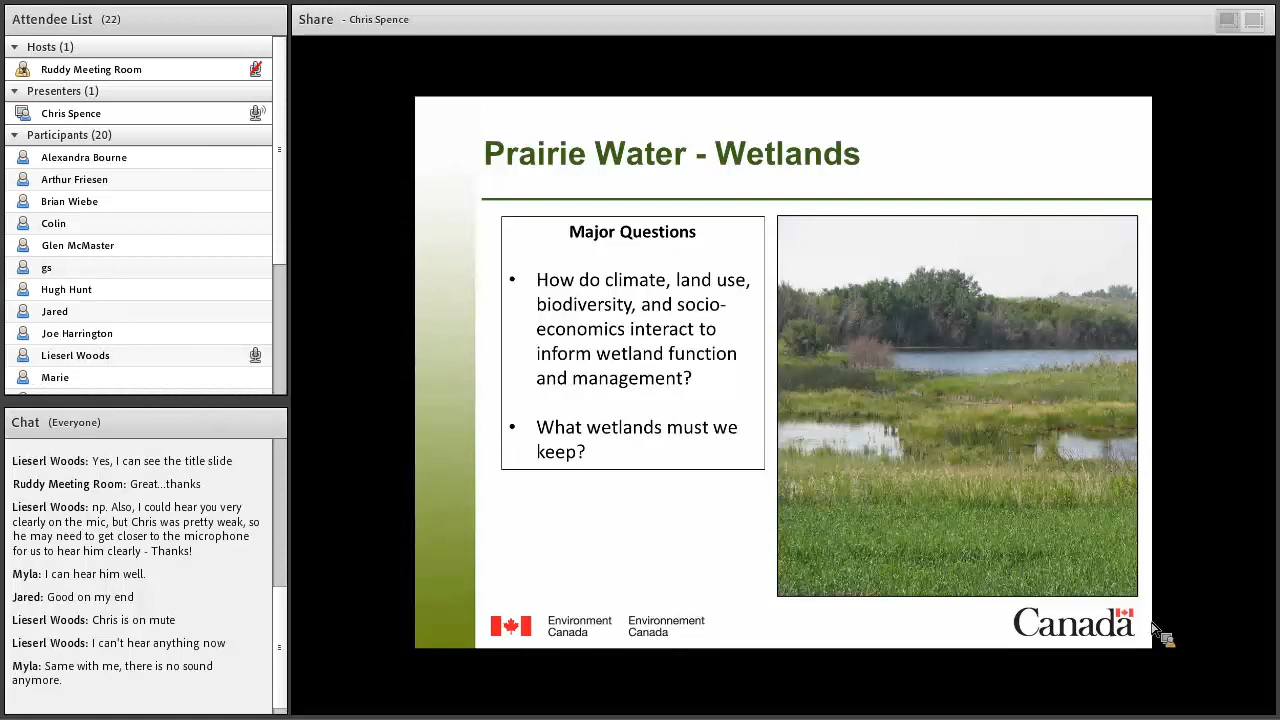 Attendee List (22)
Hosts (1)
Ruddy Meeting Room
Presenters (1)
Chris Spence
Participants (20)
Alexandra Bourne
Arthur Friesen
Brian Wiebe
Colin
Glen McMaster
gs
Hugh Hunt
Jared
Joe Harrington
Lieserl Woods
Marie
Chat (Everyone)
Lieserl Woods: Yes, I can see the title slide
Ruddy Meeting Room: Great...thanks
Lieserl Woods: np. Also, I could hear you very
clearly on the mic, but Chris was pretty weak, so
he may need to get closer to the microphone
for us to hear him clearly - Thanks!
Myla: I can hear him well.
Jared: Good on my end
Lieserl Woods: Chris is on mute
Lieserl Woods: I can't hear anything now
Myla: Same with me, there is no sound
anymore.
Share - Chris Spence
Prairie Water - Wetlands
Major Questions
• How do climate, land use,
biodiversity, and socio-
economics interact to
inform wetland function
and management?
• What wetlands must we
keep?
Environment
Canada
Environnement
Canada
Canada